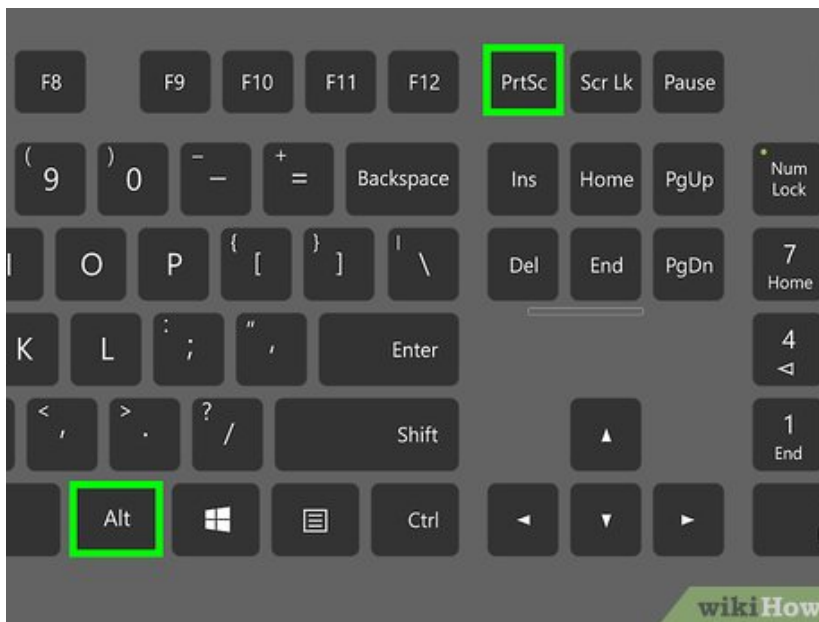 F8 F9 F10 F11 F12 PrtSc Scr Lk Pause
( 9 ) 0 _ - + = Backspace Ins Home PgUp Num Lock
O P { [ } ] | \ Del End PgDn 7 Home
K L : ; " ' Enter 4
< , > . ? / Shift 1 End
Alt Ctrl
wikiHow